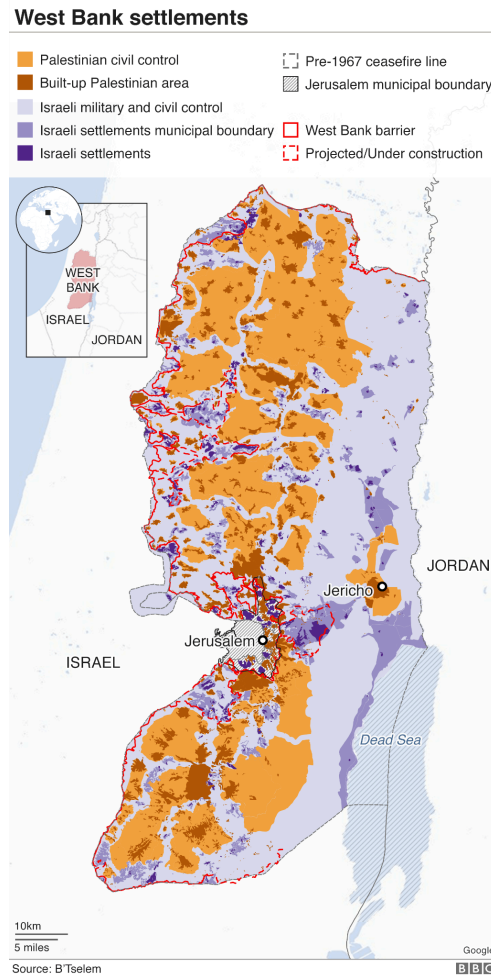 West Bank settlements
Palestinian civil control
Built-up Palestinian area
Israeli military and civil control
Israeli settlements municipal boundary
Israeli settlements
Pre-1967 ceasefire line
Jerusalem municipal boundary
West Bank barrier
Projected/Under construction
WEST
BANK
ISRAEL
JORDAN
JORDAN
Jericho
Jerusalem
ISRAEL
Dead Sea
10km
5 miles
Google
Source: B'Tselem
BBC